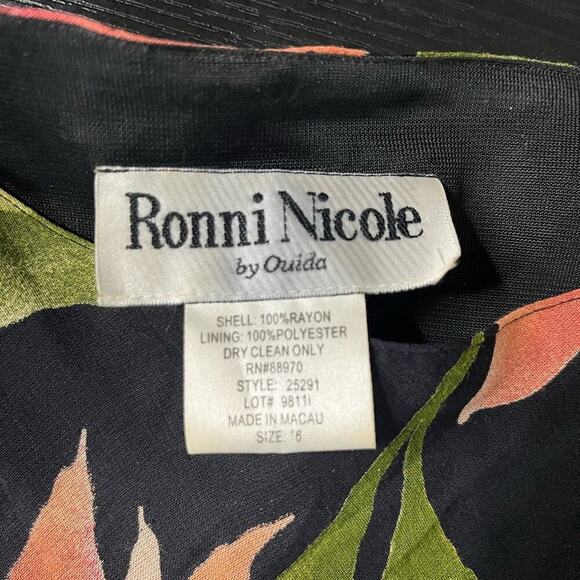 Ronni Nicole
by Ouida
SHELL: 100%RAYON
LINING: 100%POLYESTER
DRY CLEAN ONLY
RN#88970
STYLE: 25291
LOT# 9811I
MADE IN MACAU
SIZE: 16